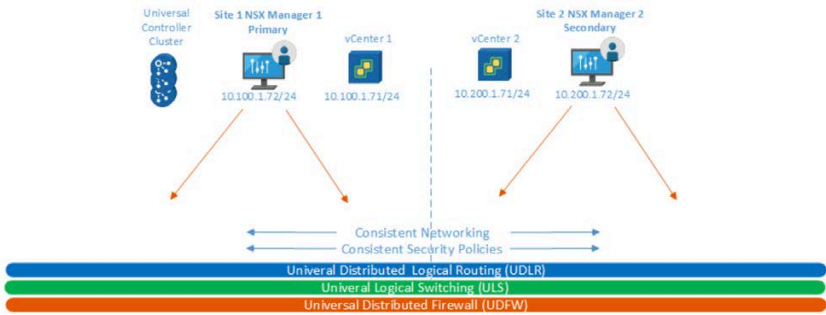 Universal
Controller
Cluster
Site 1 NSX Manager 1
Primary
10.100.1.72/24
vCenter 1
10.100.1.71/24
vCenter 2
10.200.1.71/24
Site 2 NSX Manager 2
Secondary
10.200.1.72/24
Consistent Networking
Consistent Security Policies
Univeral Distributed Logical Routing (UDLR)
Univeral Logical Switching (ULS)
Universal Distributed Firewall (UDFW)